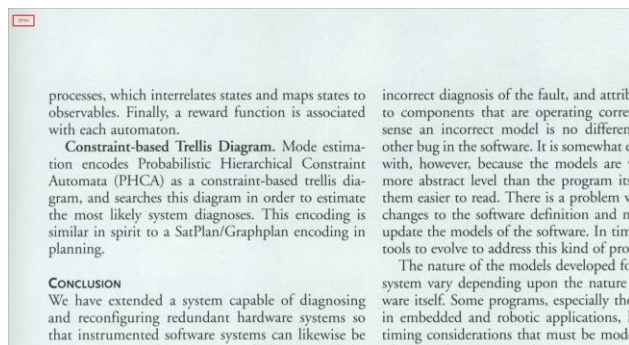 processes, which interrelates states and maps states to
observables. Finally, a reward function is associated
with each automaton.
Constraint-based Trellis Diagram. Mode estima-
tion encodes Probabilistic Hierarchical Constraint
Automata (PHCA) as a constraint-based trellis dia-
gram, and searches this diagram in order to estimate
the most likely system diagnoses. This encoding is
similar in spirit to a SatPlan/Graphplan encoding in
planning.
CONCLUSION
We have extended a system capable of diagnosing
and reconfiguring redundant hardware systems so
that instrumented software systems can likewise be
incorrect diagnosis of the fault, and
to components that are operating
sense an incorrect model is no
other bug in the software. It is somewhat
with, however, because the models are
more abstract level than the program
them easier to read. There is a problem
changes to the software definition and
update the models of the software. In
tools to evolve to address this kind of
The nature of the models developed
system vary depending upon the nature
ware itself. Some programs, especially
in embedded and robotic applications,
timing considerations that must be